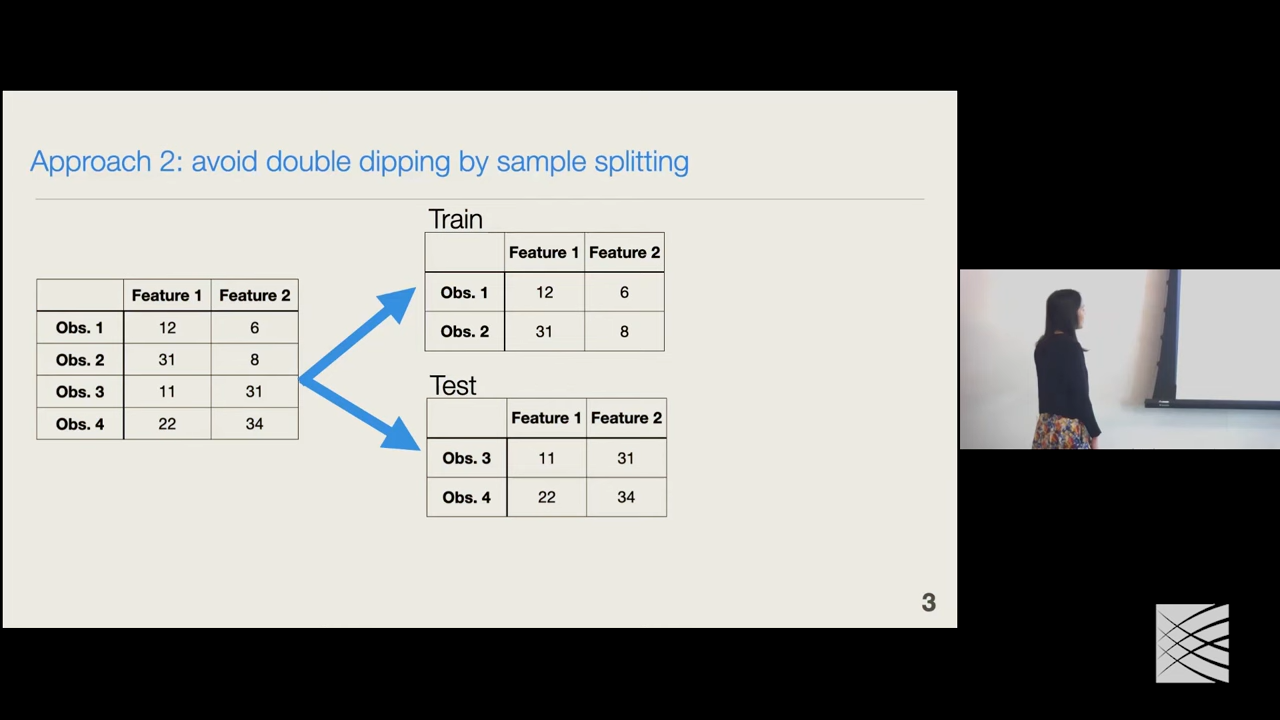 Approach 2: avoid double dipping by sample splitting
Feature 1 Feature 2
Obs. 1 12 6
Obs. 2 31 8
Obs. 3 11 31
Obs. 4 22 34
Train
Feature 1 Feature 2
Obs. 1 12 6
Obs. 2 31 8
Test
Feature 1 Feature 2
Obs. 3 11 31
Obs. 4 22 34
3